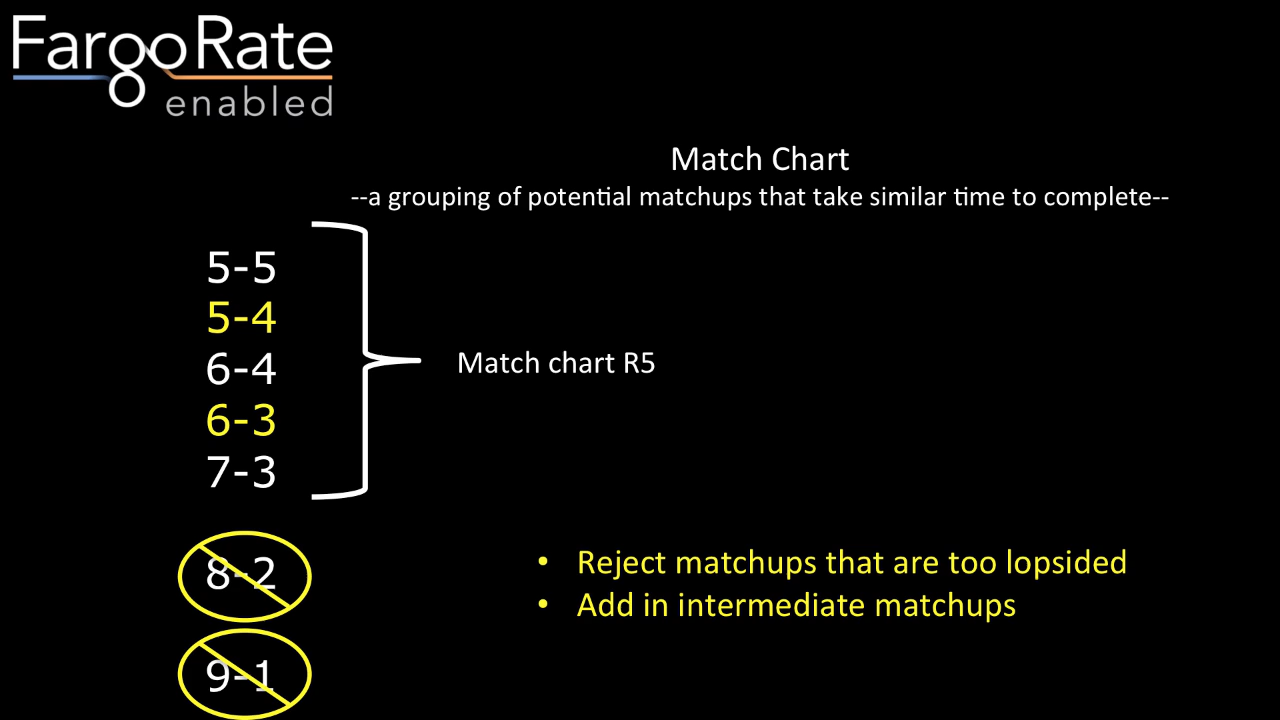 FargoRate
enabled
Match Chart
--a grouping of potential matchups that take similar time to complete--
5-5
5-4
6-4
6-3
7-3
Match chart R5
8-2
9-1
• Reject matchups that are too lopsided
• Add in intermediate matchups